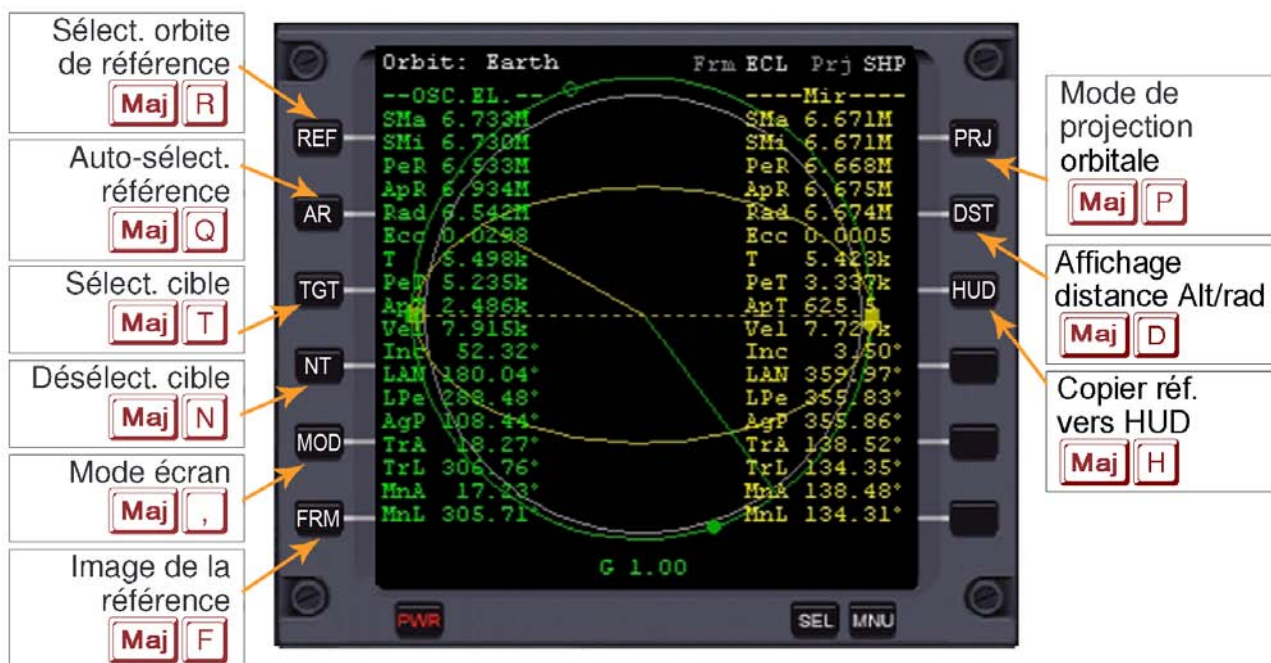 Sélect. orbite
de référence
Maj R
Auto-sélect.
référence
Maj Q
Sélect. cible
Maj T
Désélect. cible
Maj N
Mode écran
Maj ,
Image de la
référence
Maj F
REF
AR
TGT
NT
MOD
FRM
Orbit: Earth Frm ECL Prj SHP
--OSC.EL.--
SMa 6.733M
SMi 6.730M
PeR 6.533M
ApR 6.934M
Rad 6.542M
Ecc 0.0298
T 5.498k
PeT 5.235k
ApT 2.486k
Vel 7.915k
Inc 52.32°
LAN 180.04°
LPe 288.48°
AgP 108.44°
TrA 18.27°
TrL 306.76°
MnA 17.23°
MnL 305.71°
----Mir----
SMa 6.671M
SMi 6.671M
PeR 6.668M
ApR 6.675M
Rad 6.674M
Ecc 0.0005
T 5.423k
PeT 3.337k
ApT 625.5
Vel 7.727k
Inc 3.50°
LAN 359.97°
LPe 355.83°
AgP 355.86°
TrA 138.52°
TrL 134.35°
MnA 138.48°
MnL 134.31°
G 1.00
PWR
SEL MNU
PRJ
DST
HUD
Mode de
projection
orbitale
Maj P
Affichage
distance Alt/rad
Maj D
Copier réf.
vers HUD
Maj H